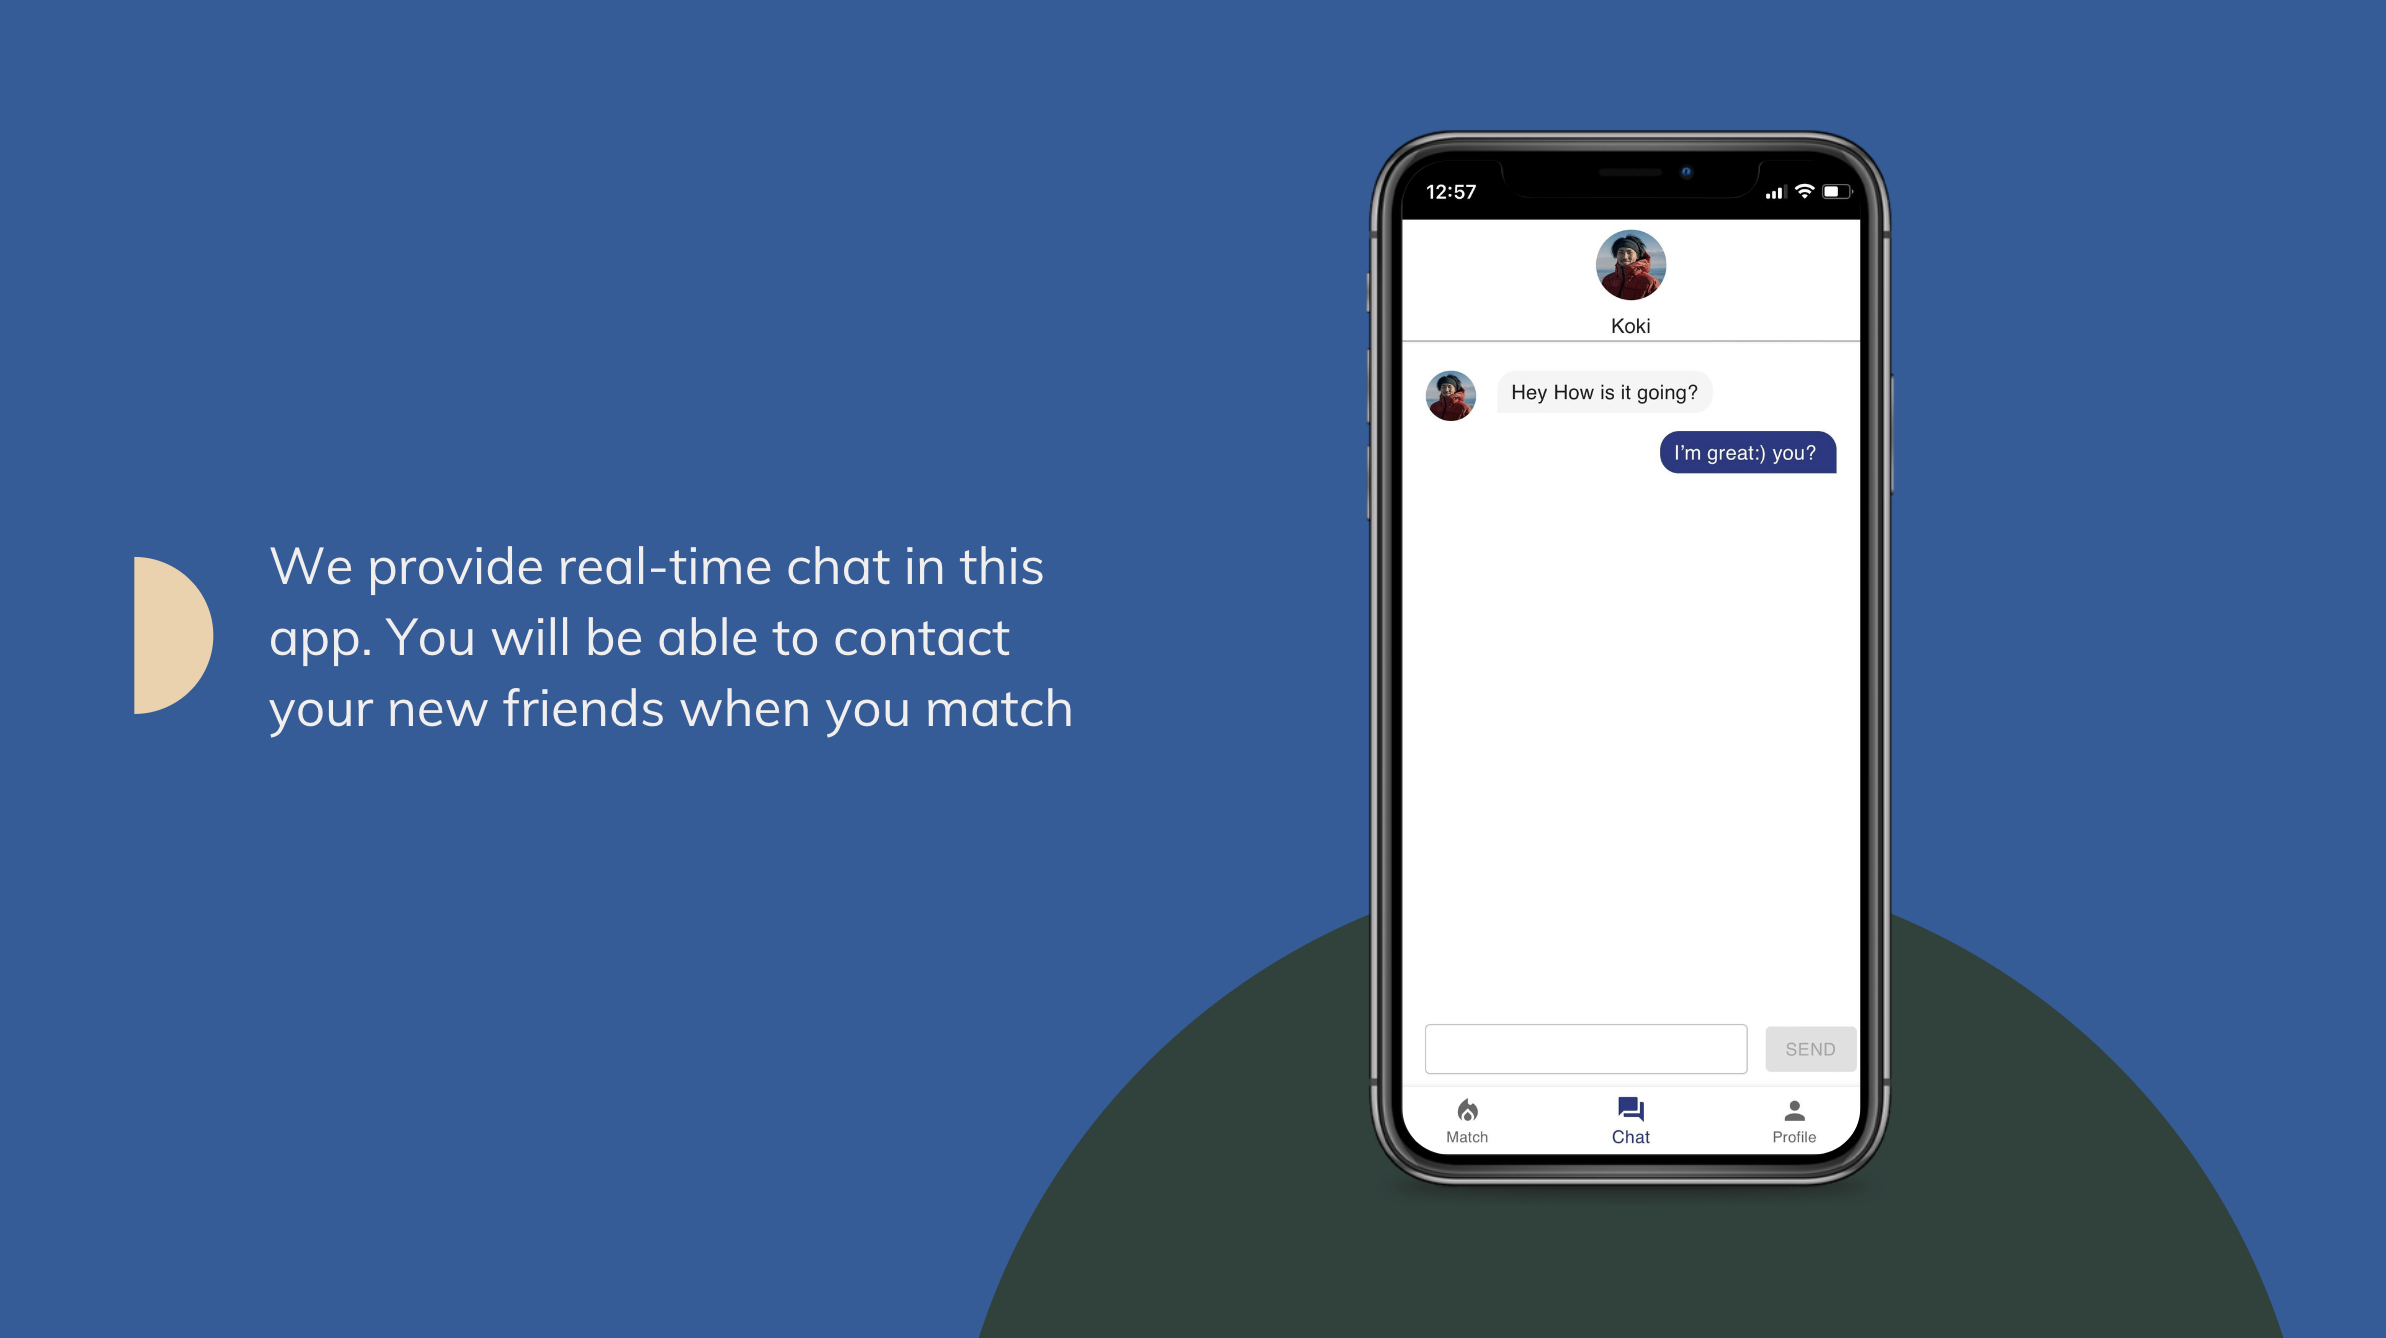 We provide real-time chat in this
app. You will be able to contact
your new friends when you match
12:57
Koki
Hey How is it going?
I'm great:) you?
SEND
Match
Chat
Profile